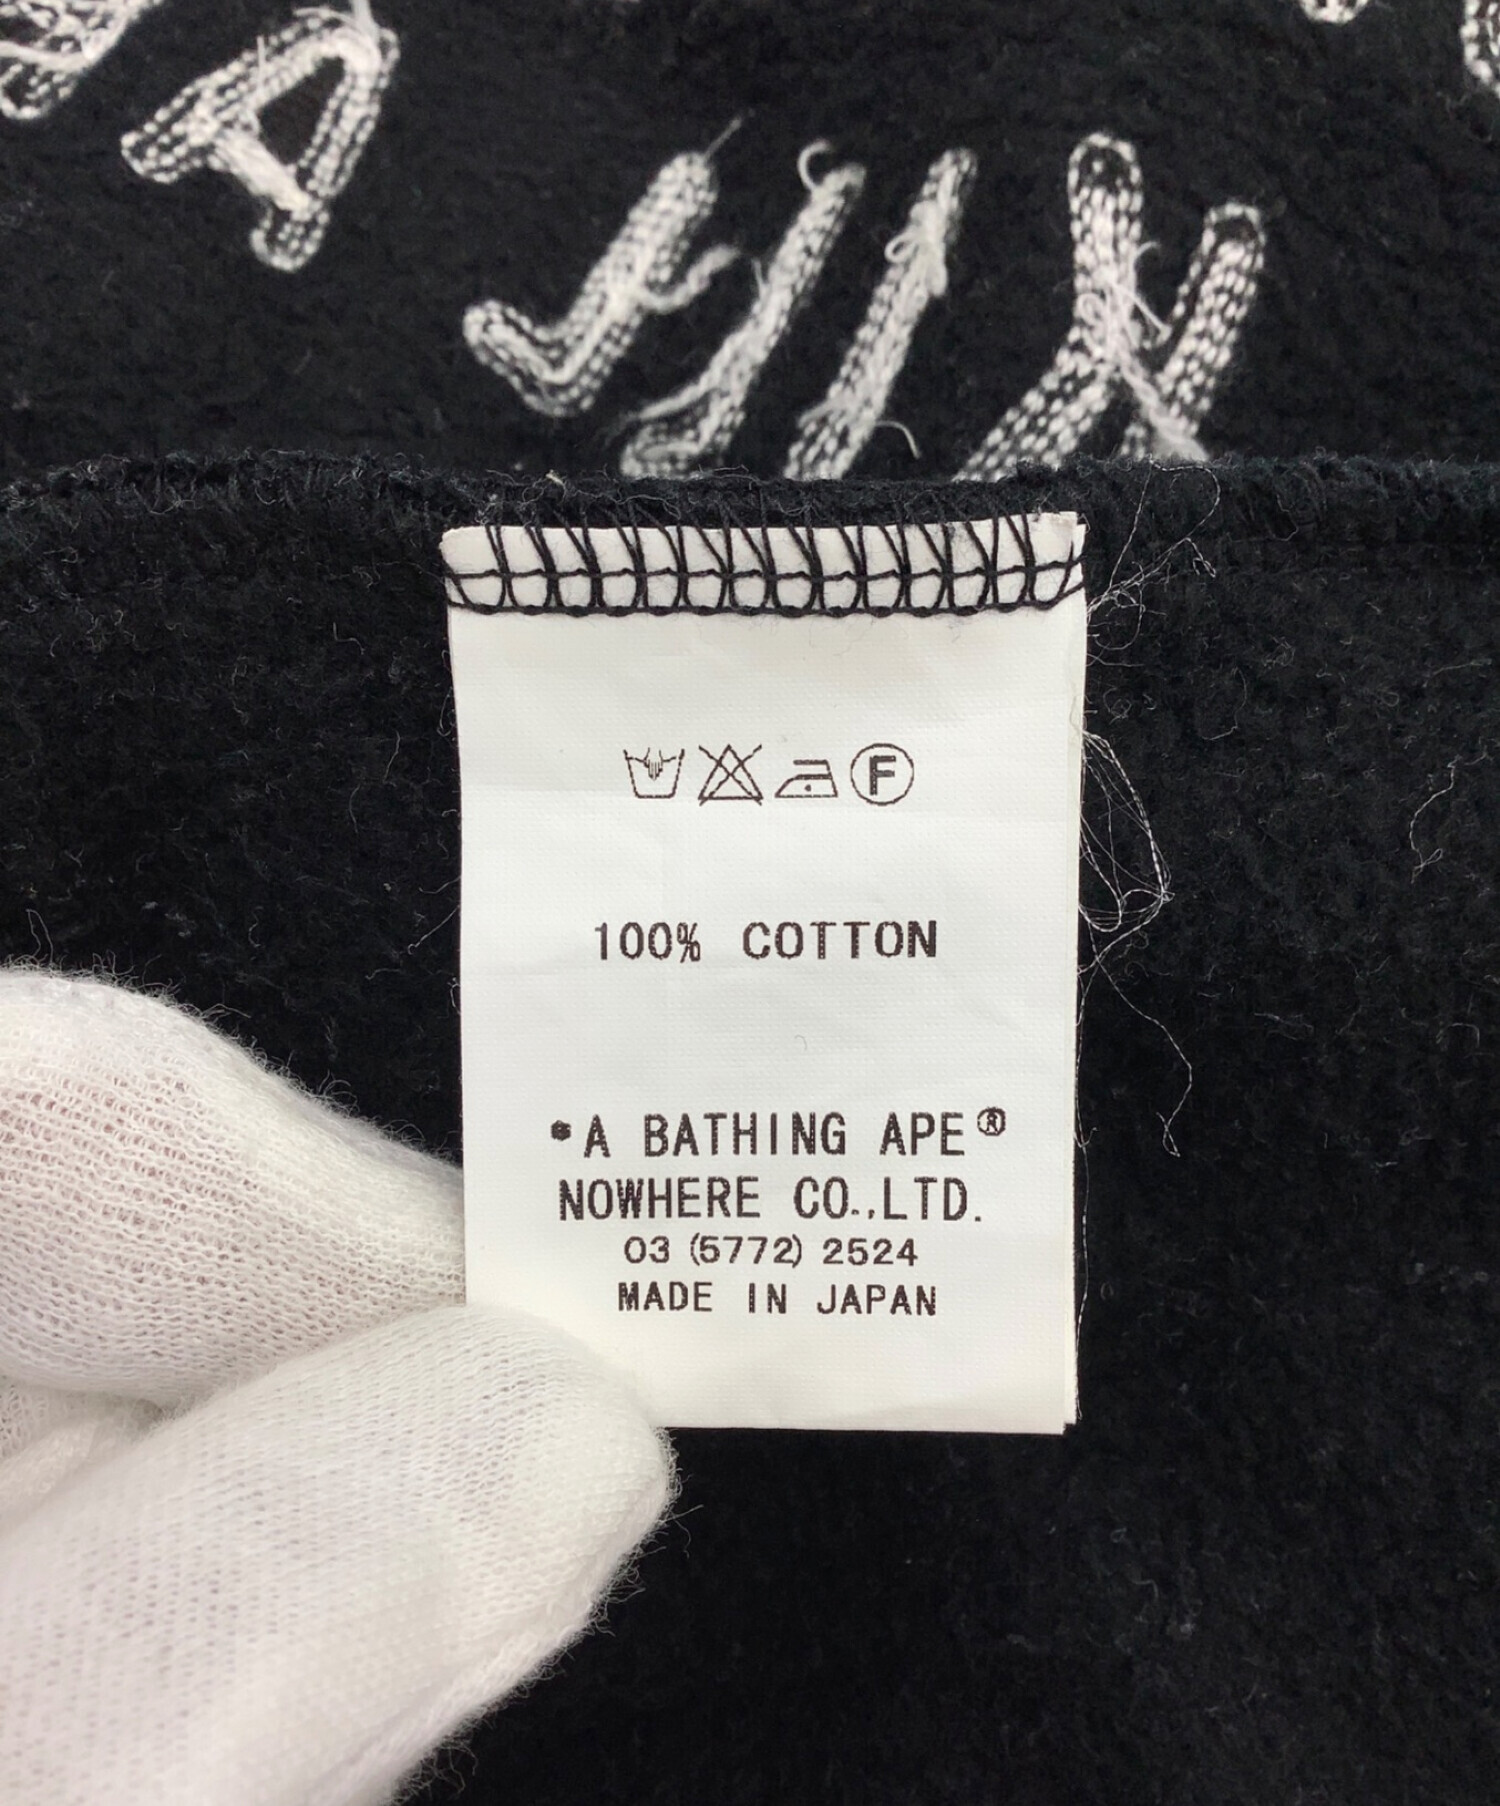 F
100% COTTON
*A BATHING APE®
NOWHERE CO.,LTD.
03 (5772) 2524
MADE IN JAPAN